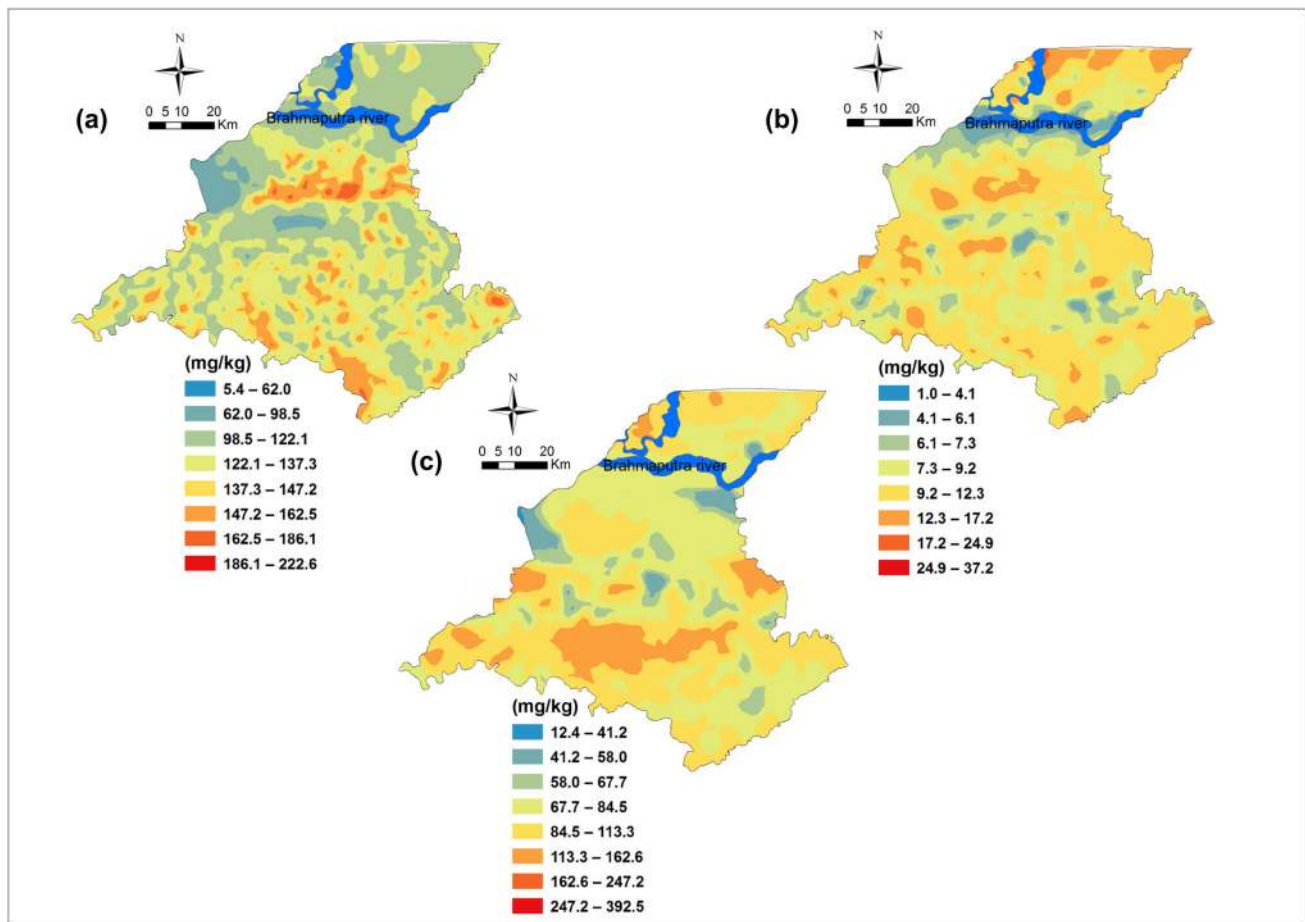 N
(a)
0 5 10 20
Km
Brahmaputra river
(mg/kg)
5.4 – 62.0
62.0 – 98.5
98.5 – 122.1
122.1 – 137.3
137.3 – 147.2
147.2 – 162.5
162.5 – 186.1
186.1 – 222.6
N
(b)
0 5 10 20
Km
Brahmaputra river
(mg/kg)
1.0 – 4.1
4.1 – 6.1
6.1 – 7.3
7.3 – 9.2
9.2 – 12.3
12.3 – 17.2
17.2 – 24.9
24.9 – 37.2
N
(c)
0 5 10 20
Km
Brahmaputra river
(mg/kg)
12.4 – 41.2
41.2 – 58.0
58.0 – 67.7
67.7 – 84.5
84.5 – 113.3
113.3 – 162.6
162.6 – 247.2
247.2 – 392.5